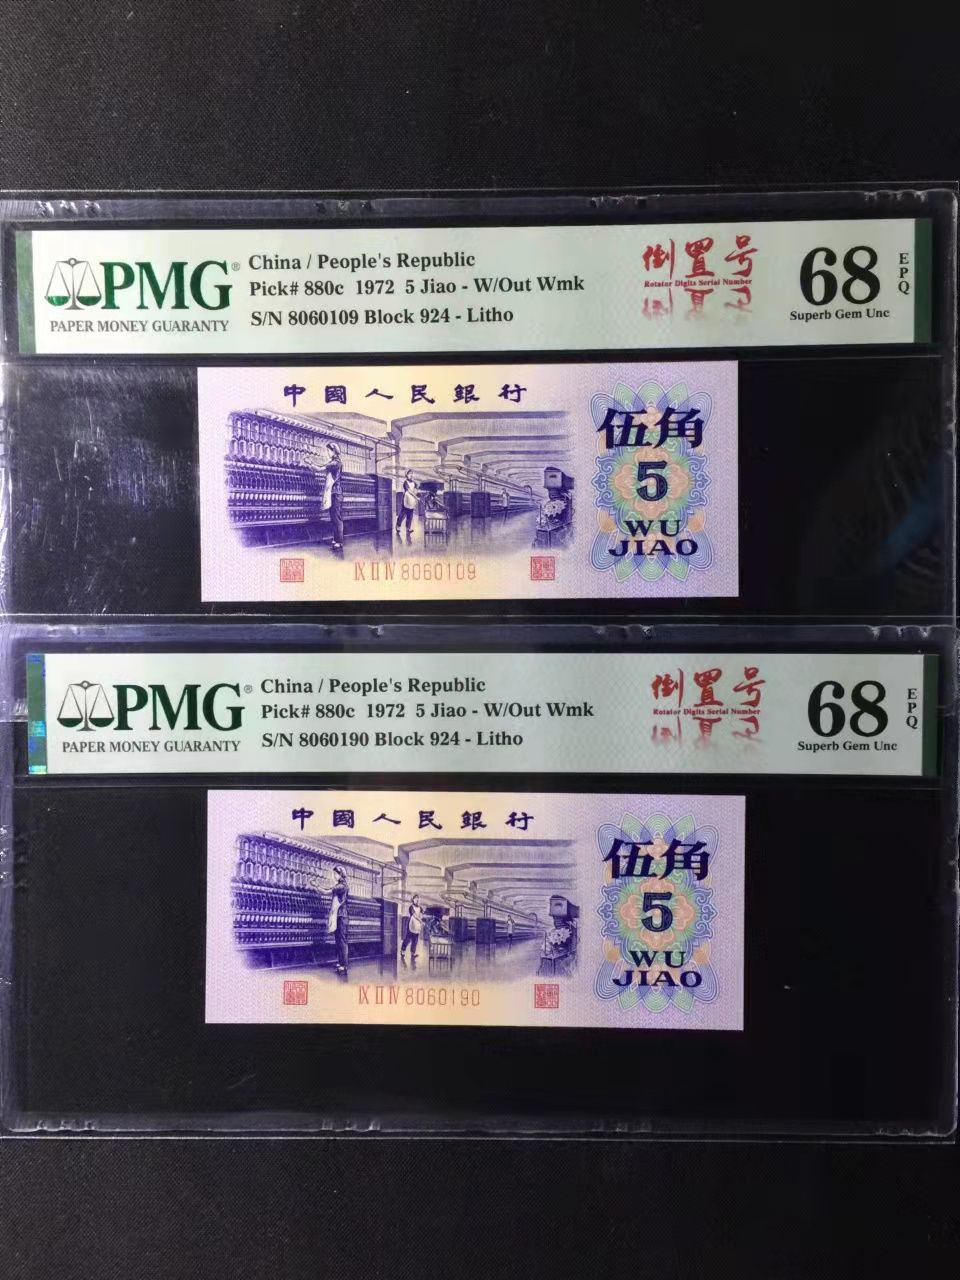 PMG®
PAPER MONEY GUARANTY
China / People's Republic
Pick# 880c 1972 5 Jiao - W/Out Wmk
S/N 8060109 Block 924 - Litho
倒置号
Rotator Digits Serial Number
68
EPQ
Superb Gem Unc
中國人民銀行
伍角
5
WU
JIAO
IX II IV 8060109
PMG®
PAPER MONEY GUARANTY
China / People's Republic
Pick# 880c 1972 5 Jiao - W/Out Wmk
S/N 8060190 Block 924 - Litho
倒置号
Rotator Digits Serial Number
68
EPQ
Superb Gem Unc
中國人民銀行
伍角
5
WU
JIAO
IX II IV 8060190